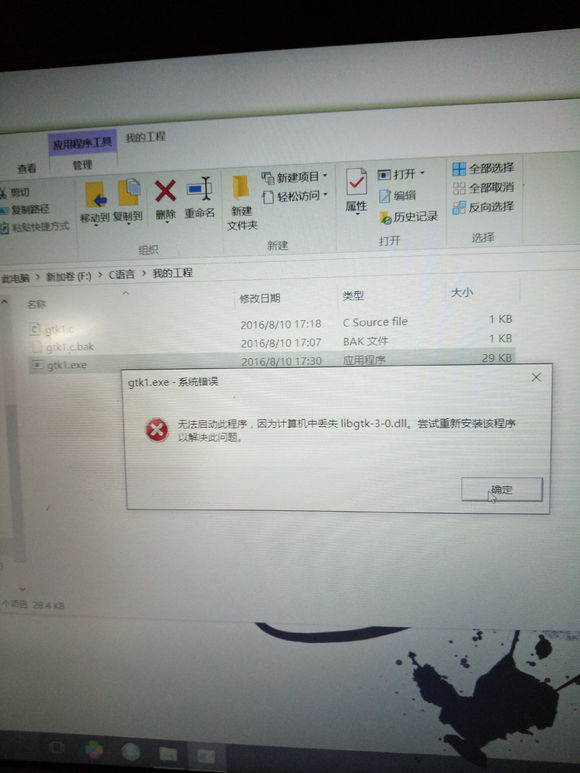 应用程序工具 我的工程
查看 管理
剪切
复制路径
粘贴快捷方式
移动到 复制到 删除 重命名
组织
新建
文件夹
新建项目
轻松访问
新建
属性
打开
编辑
历史记录
打开
全部选择
全部取消
反向选择
选择
此电脑 > 新加卷 (F:) > C语言 > 我的工程
名称 修改日期 类型 大小
gtk1.c 2016/8/10 17:18 C Source file 1 KB
gtk1.c.bak 2016/8/10 17:07 BAK 文件 1 KB
gtk1.exe 2016/8/10 17:30 应用程序 29 KB
gtk1.exe - 系统错误
无法启动此程序，因为计算机中丢失 libgtk-3-0.dll。尝试重新安装该程序
以解决此问题。
确定
个项目 28.4 KB